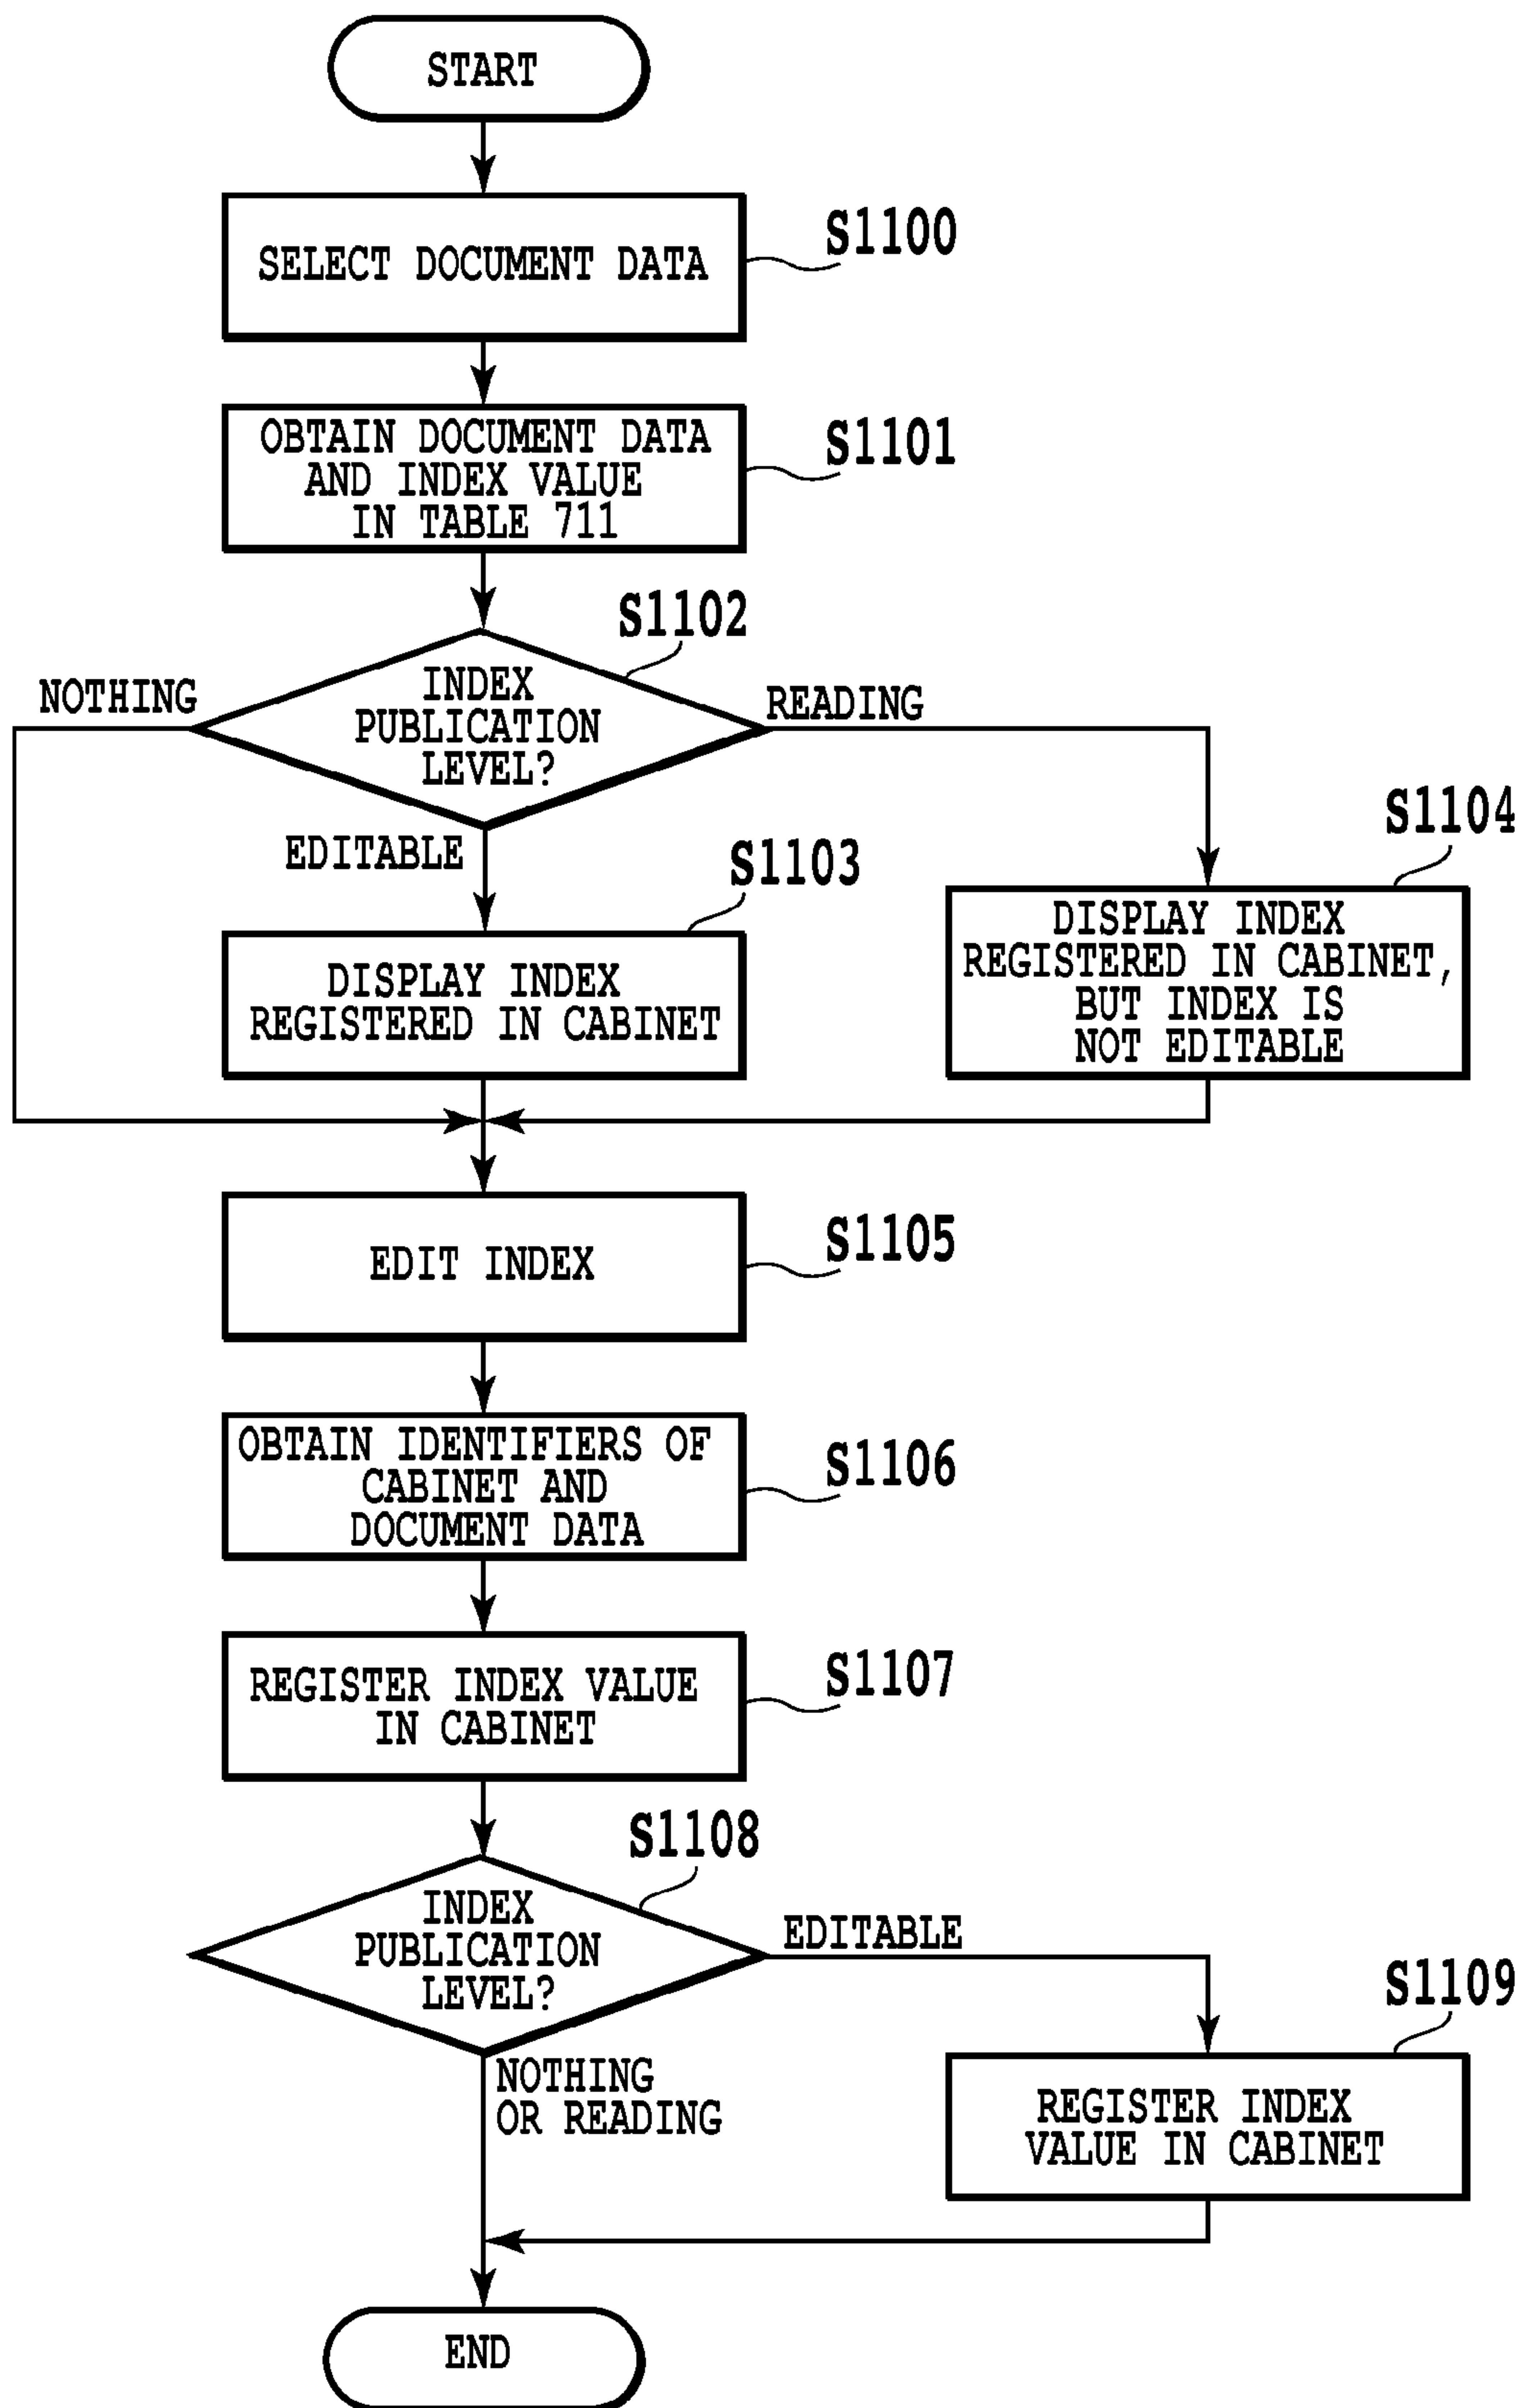 START
SELECT DOCUMENT DATA
S1100
OBTAIN DOCUMENT DATA
AND INDEX VALUE
IN TABLE 711
S1101
S1102
INDEX
PUBLICATION
LEVEL?
NOTHING
READING
EDITABLE
S1103
DISPLAY INDEX
REGISTERED IN CABINET
S1104
DISPLAY INDEX
REGISTERED IN CABINET,
BUT INDEX IS
NOT EDITABLE
EDIT INDEX
S1105
OBTAIN IDENTIFIERS OF
CABINET AND
DOCUMENT DATA
S1106
REGISTER INDEX VALUE
IN CABINET
S1107
S1108
INDEX
PUBLICATION
LEVEL?
EDITABLE
NOTHING
OR READING
S1109
REGISTER INDEX
VALUE IN CABINET
END